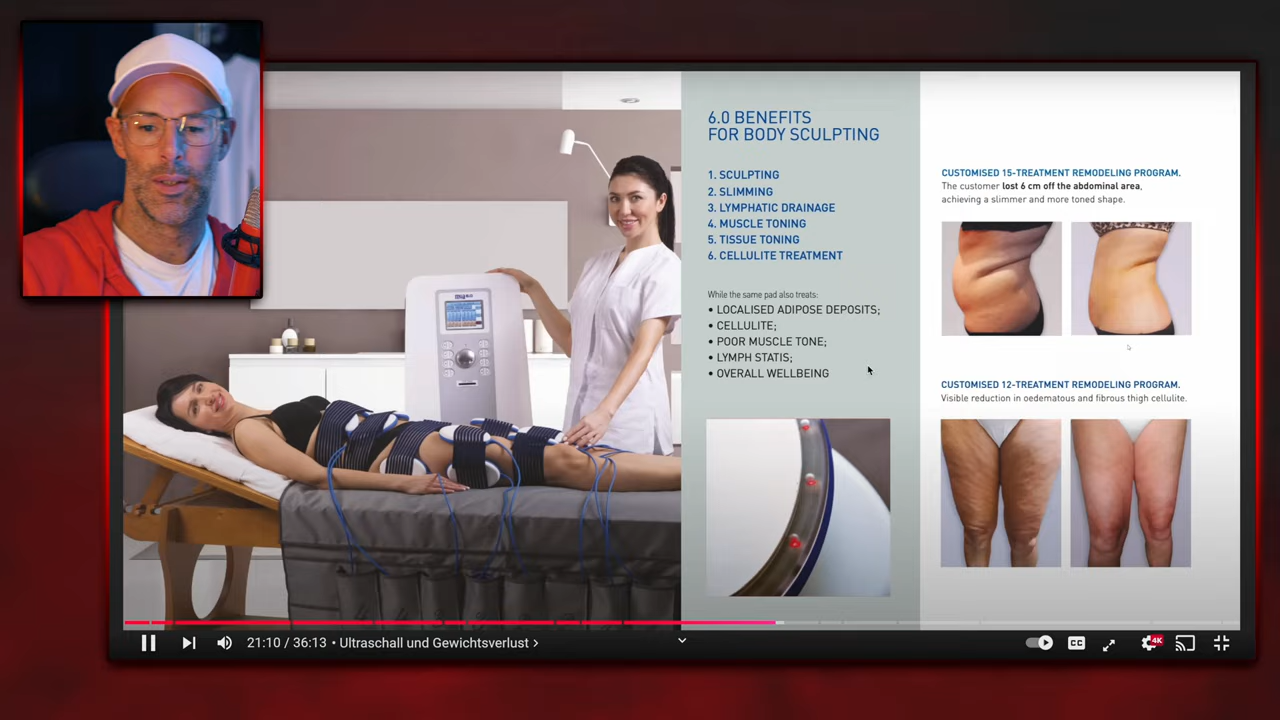 6.0 BENEFITS
FOR BODY SCULPTING
1. SCULPTING
2. SLIMMING
3. LYMPHATIC DRAINAGE
4. MUSCLE TONING
5. TISSUE TONING
6. CELLULITE TREATMENT
While the same pad also treats:
• LOCALISED ADIPOSE DEPOSITS;
• CELLULITE;
• POOR MUSCLE TONE;
• LYMPH STATIS;
• OVERALL WELLBEING
CUSTOMISED 15-TREATMENT REMODELING PROGRAM.
The customer lost 6 cm off the abdominal area,
achieving a slimmer and more toned shape.
CUSTOMISED 12-TREATMENT REMODELING PROGRAM.
Visible reduction in oedematous and fibrous thigh cellulite.
21:10 / 36:13 • Ultraschall und Gewichtsverlust ›
CC
4K